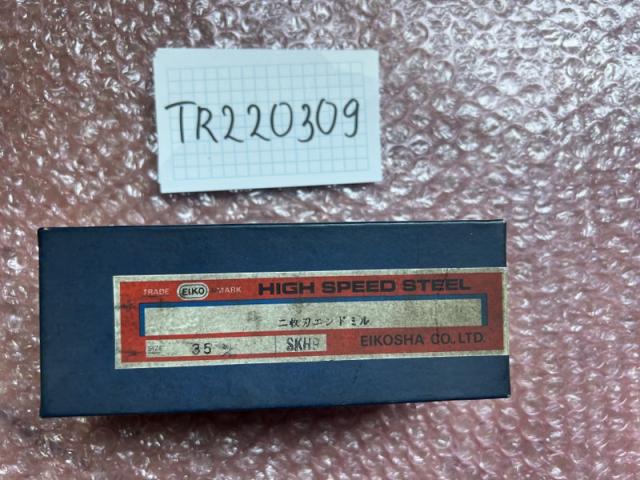 TR220309
TRADE EIKO MARK HIGH SPEED STEEL
二枚刃エンドミル
SIZE 35 SKH9 EIKOSHA CO., LTD.